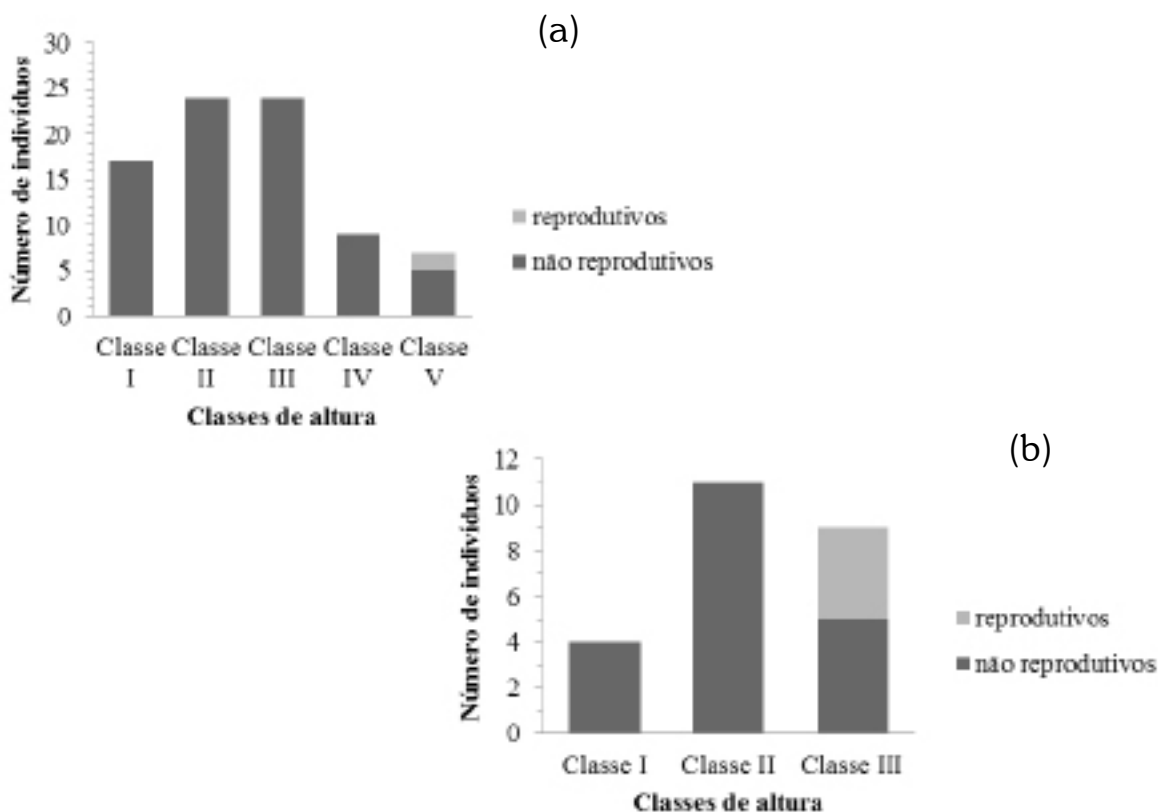 (a)
Número de indivíduos
30
25
20
15
10
5
0
Classe I
Classe II
Classe III
Classe IV
Classe V
Classes de altura
reprodutivos
não reprodutivos
(b)
Número de indivíduos
12
10
8
6
4
2
0
Classe I
Classe II
Classe III
Classes de altura
reprodutivos
não reprodutivos